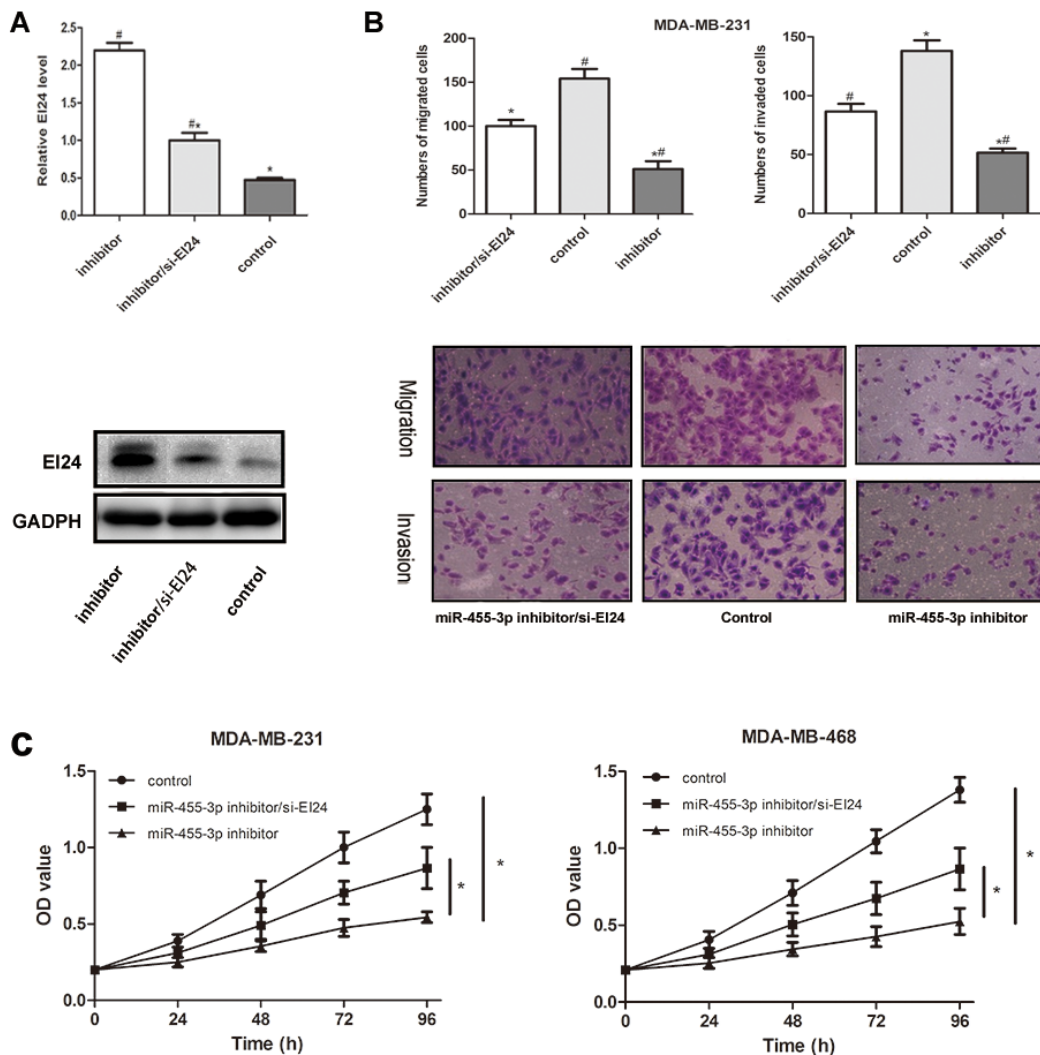 A
Relative EI24 level
2.5
2.0
1.5
1.0
0.5
0.0
#
#*
*
inhibitor
inhibitor/si-EI24
control
EI24
GADPH
inhibitor
inhibitor/si-EI24
control
B
MDA-MB-231
Numbers of migrated cells
200
150
100
50
0
*
#
*#
inhibitor/si-EI24
control
inhibitor
Numbers of invaded cells
150
100
50
0
#
*
*#
inhibitor/si-EI24
control
inhibitor
Migration
Invasion
miR-455-3p inhibitor/si-EI24
Control
miR-455-3p inhibitor
C
MDA-MB-231
OD value
1.5
1.0
0.5
0.0
control
miR-455-3p inhibitor/si-EI24
miR-455-3p inhibitor
*
*
0 24 48 72 96
Time (h)
MDA-MB-468
OD value
1.5
1.0
0.5
0.0
control
miR-455-3p inhibitor/si-EI24
miR-455-3p inhibitor
*
*
0 24 48 72 96
Time (h)